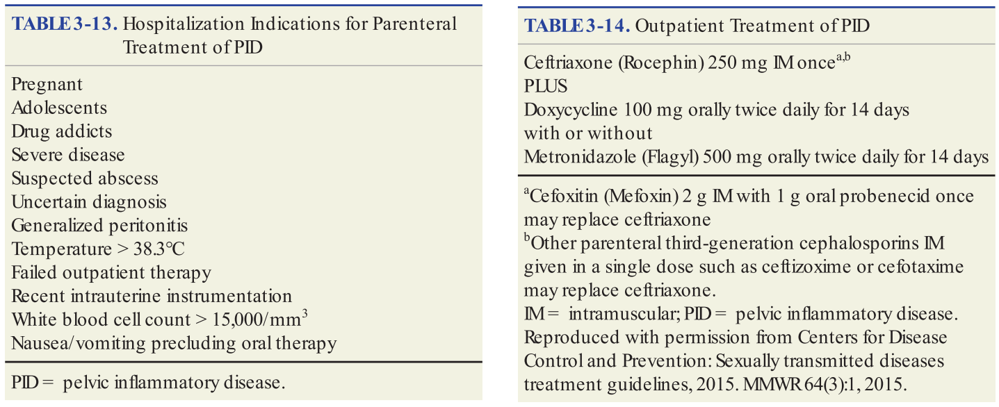 TABLE 3-13. Hospitalization Indications for Parenteral
Treatment of PID
Pregnant
Adolescents
Drug addicts
Severe disease
Suspected abscess
Uncertain diagnosis
Generalized peritonitis
Temperature > 38.3°C
Failed outpatient therapy
Recent intrauterine instrumentation
White blood cell count > 15,000/mm³
Nausea/vomiting precluding oral therapy
PID = pelvic inflammatory disease.
TABLE 3-14. Outpatient Treatment of PID
Ceftriaxone (Rocephin) 250 mg IM once^a,b
PLUS
Doxycycline 100 mg orally twice daily for 14 days
with or without
Metronidazole (Flagyl) 500 mg orally twice daily for 14 days
^aCefoxitin (Mefoxin) 2 g IM with 1 g oral probenecid once
may replace ceftriaxone
^bOther parenteral third-generation cephalosporins IM
given in a single dose such as ceftizoxime or cefotaxime
may replace ceftriaxone.
IM = intramuscular; PID = pelvic inflammatory disease.
Reproduced with permission from Centers for Disease
Control and Prevention: Sexually transmitted diseases
treatment guidelines, 2015. MMWR 64(3):1, 2015.